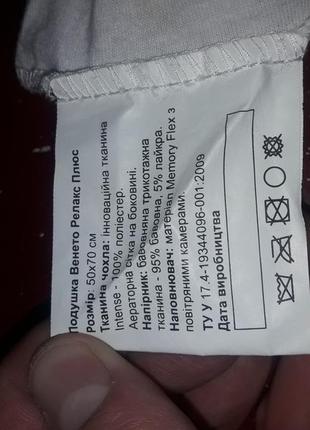 Подушка Венето Релакс Плюс
Розмір: 50х70 см
Тканина чохла: інноваційна тканина
Intense - 100% поліестер.
Аераторна сітка на боковині.
Напірник: бавовняна трикотажна
тканина - 95% бавовна, 5% лайкра.
Наповнювач: матеріал Memory Flex з
повітряними камерами.
ТУ У 17.4-19344096-001:2009
Дата виробництва